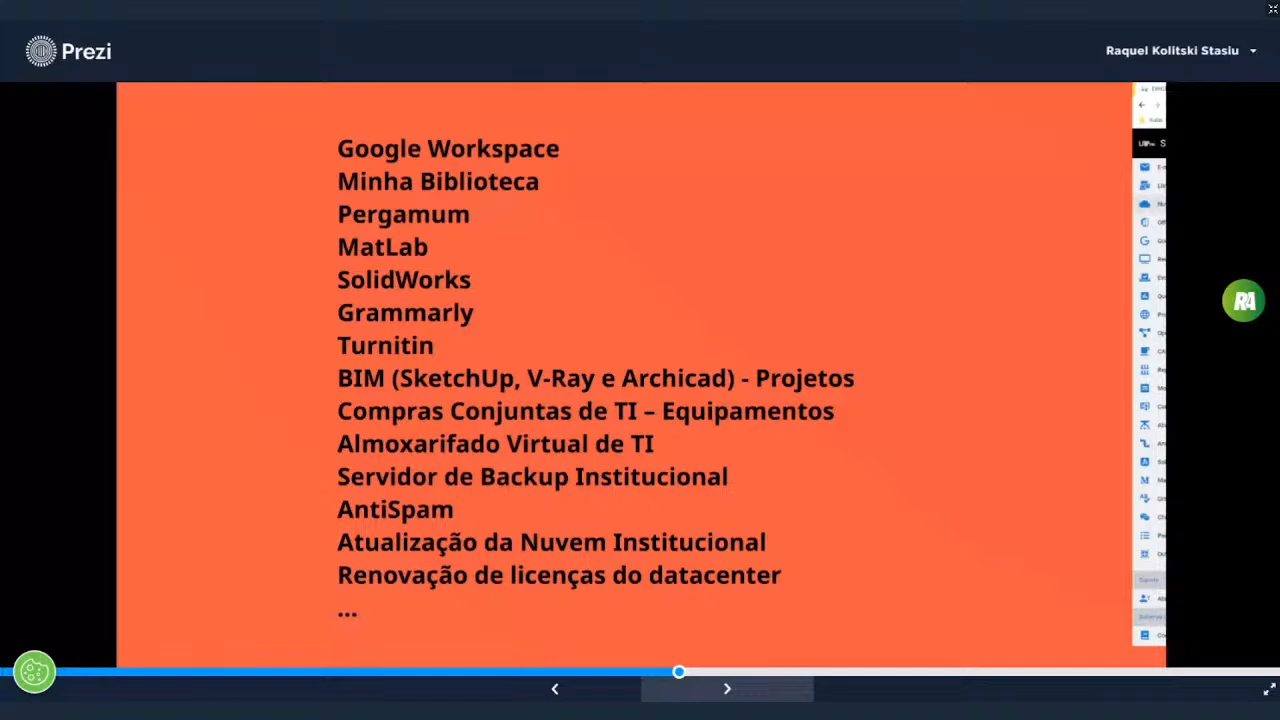 Prezi
Raquel Kolitski Stasiu
Google Workspace
Minha Biblioteca
Pergamum
MatLab
SolidWorks
Grammarly
Turnitin
BIM (SketchUp, V-Ray e Archicad) - Projetos
Compras Conjuntas de TI – Equipamentos
Almoxarifado Virtual de TI
Servidor de Backup Institucional
AntiSpam
Atualização da Nuvem Institucional
Renovação de licenças do datacenter
...
RA